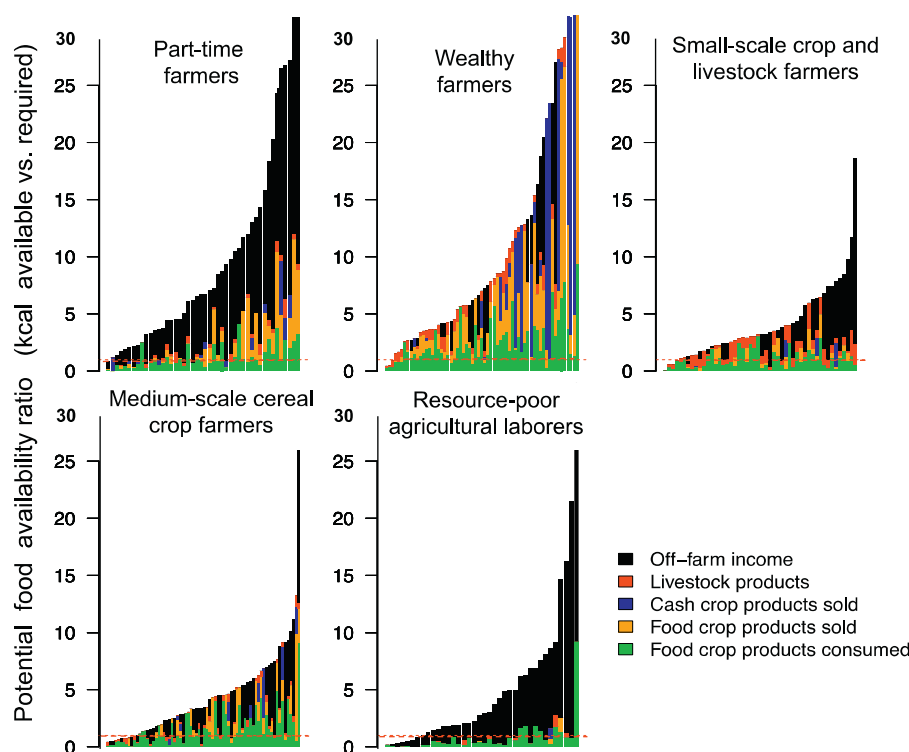 Potential food availability ratio (kcal available vs. required)
Part-time
farmers
30
25
20
15
10
5
0
Wealthy
farmers
30
25
20
15
10
5
0
Small-scale crop and
livestock farmers
30
25
20
15
10
5
0
Medium-scale cereal
crop farmers
30
25
20
15
10
5
0
Resource-poor
agricultural laborers
30
25
20
15
10
5
0
Off-farm income
Livestock products
Cash crop products sold
Food crop products sold
Food crop products consumed